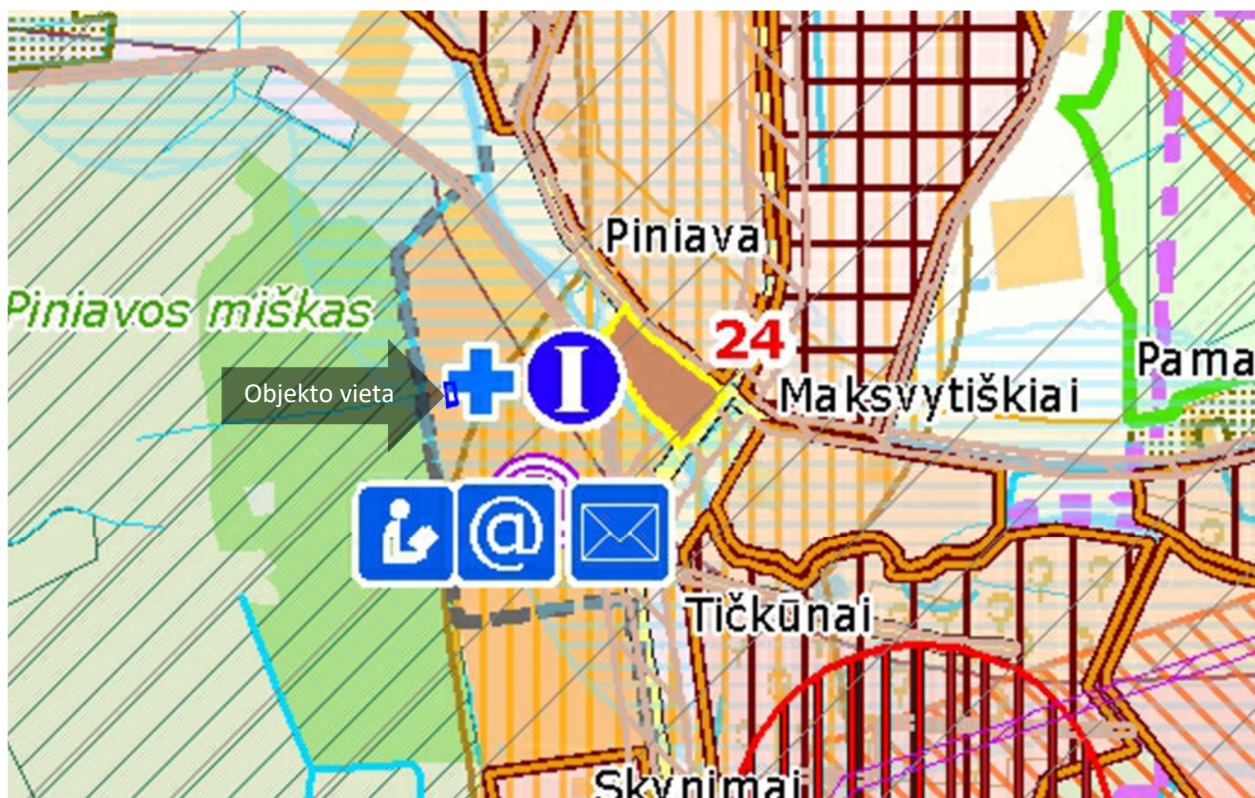 Piniava
Piniavos miškas
24
Pama
Objekto vieta
I
Maksvytiškiai
@
Tičkūnai
Skynimai